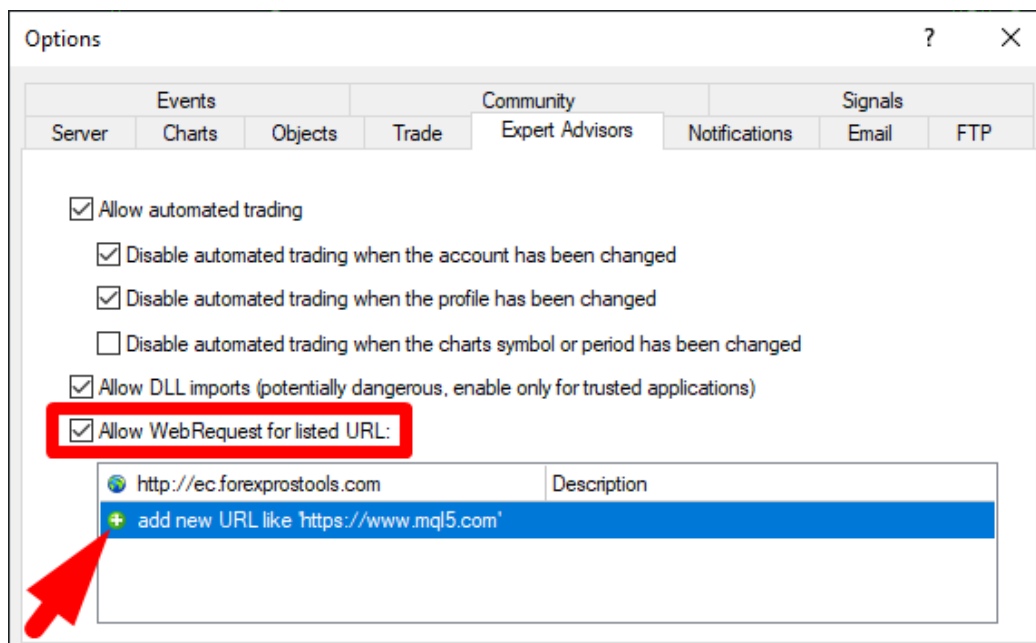 Options
?
Events Community Signals
Server Charts Objects Trade Expert Advisors Notifications Email FTP
Allow automated trading
Disable automated trading when the account has been changed
Disable automated trading when the profile has been changed
Disable automated trading when the charts symbol or period has been changed
Allow DLL imports (potentially dangerous, enable only for trusted applications)
Allow WebRequest for listed URL:
http://ec.forexprostools.com Description
add new URL like 'https://www.mql5.com'